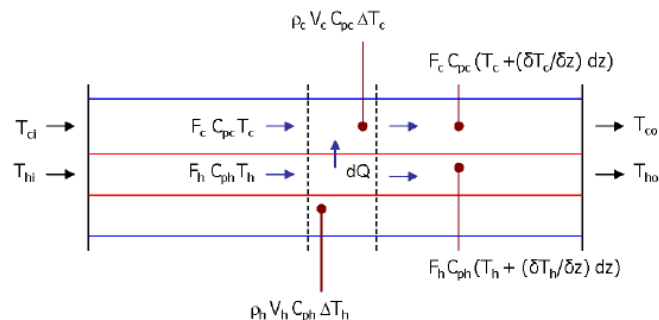 ρc Vc Cpc ΔTc
Fc Cpc (Tc +(δTc/δz) dz)
Tci
Fc Cpc Tc
Tco
Thi
Fh Cph Th
dQ
Tho
Fh Cph (Th + (δTh/δz) dz)
ρh Vh Cph ΔTh